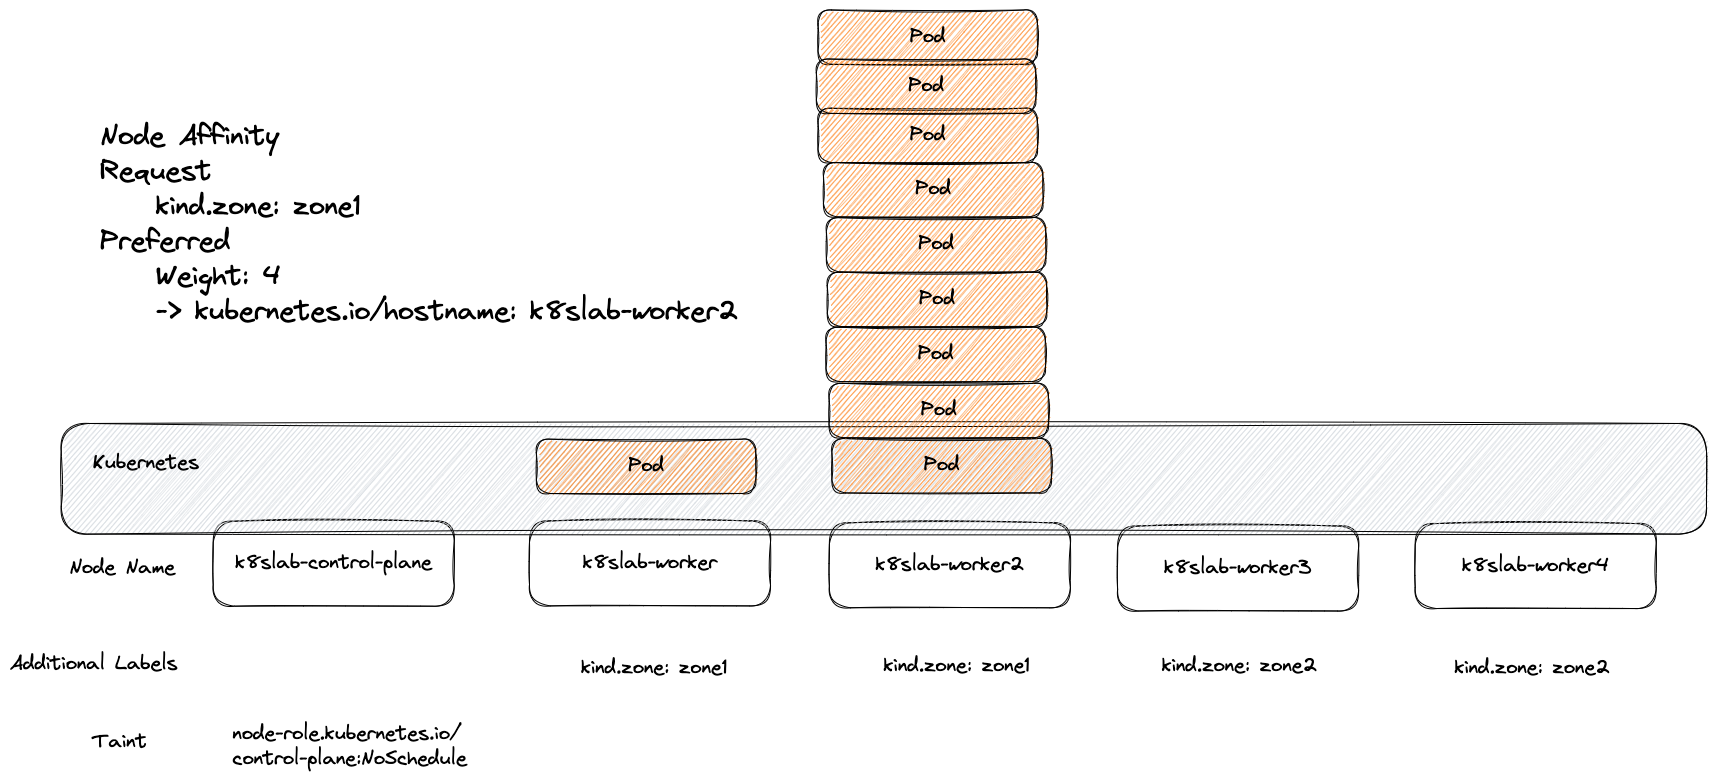 Pod
Pod
Pod
Pod
Pod
Pod
Pod
Pod
Node Affinity
Request
kind.zone: zone1
Preferred
Weight: 4
-> kubernetes.io/hostname: k8slab-worker2
Kubernetes
Pod
Pod
Node Name
k8slab-control-plane
k8slab-worker
k8slab-worker2
k8slab-worker3
k8slab-worker4
Additional Labels
kind.zone: zone1
kind.zone: zone1
kind.zone: zone2
kind.zone: zone2
Taint
node-role.kubernetes.io/
control-plane:NoSchedule